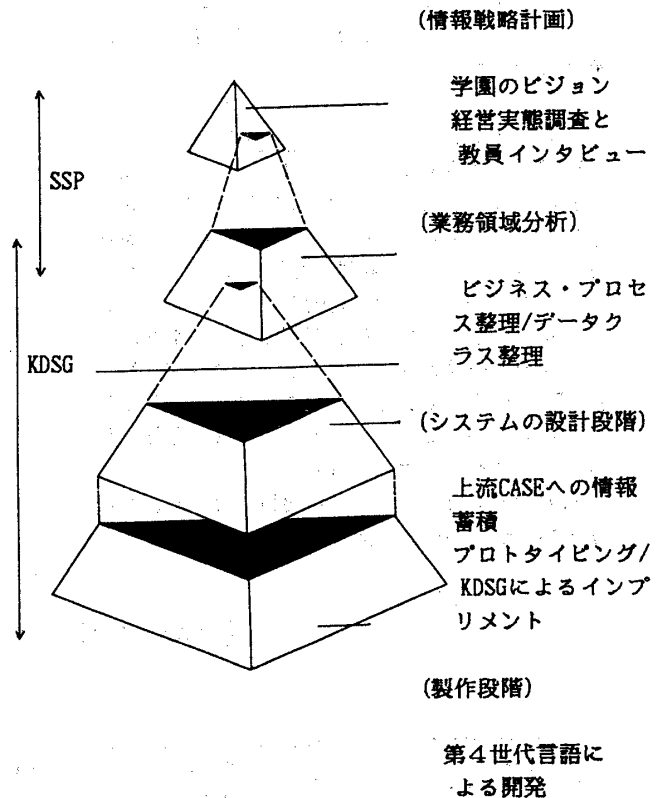 (情報戦略計画)
学園のビジョン
経営実態調査と
教員インタビュー
SSP
(業務領域分析)
ビジネス・プロセ
ス整理/データク
ラス整理
KDSG
(システムの設計段階)
上流CASEへの情報
蓄積
プロトタイピング/
KDSGによるインプ
リメント
(製作段階)
第4世代言語に
よる開発